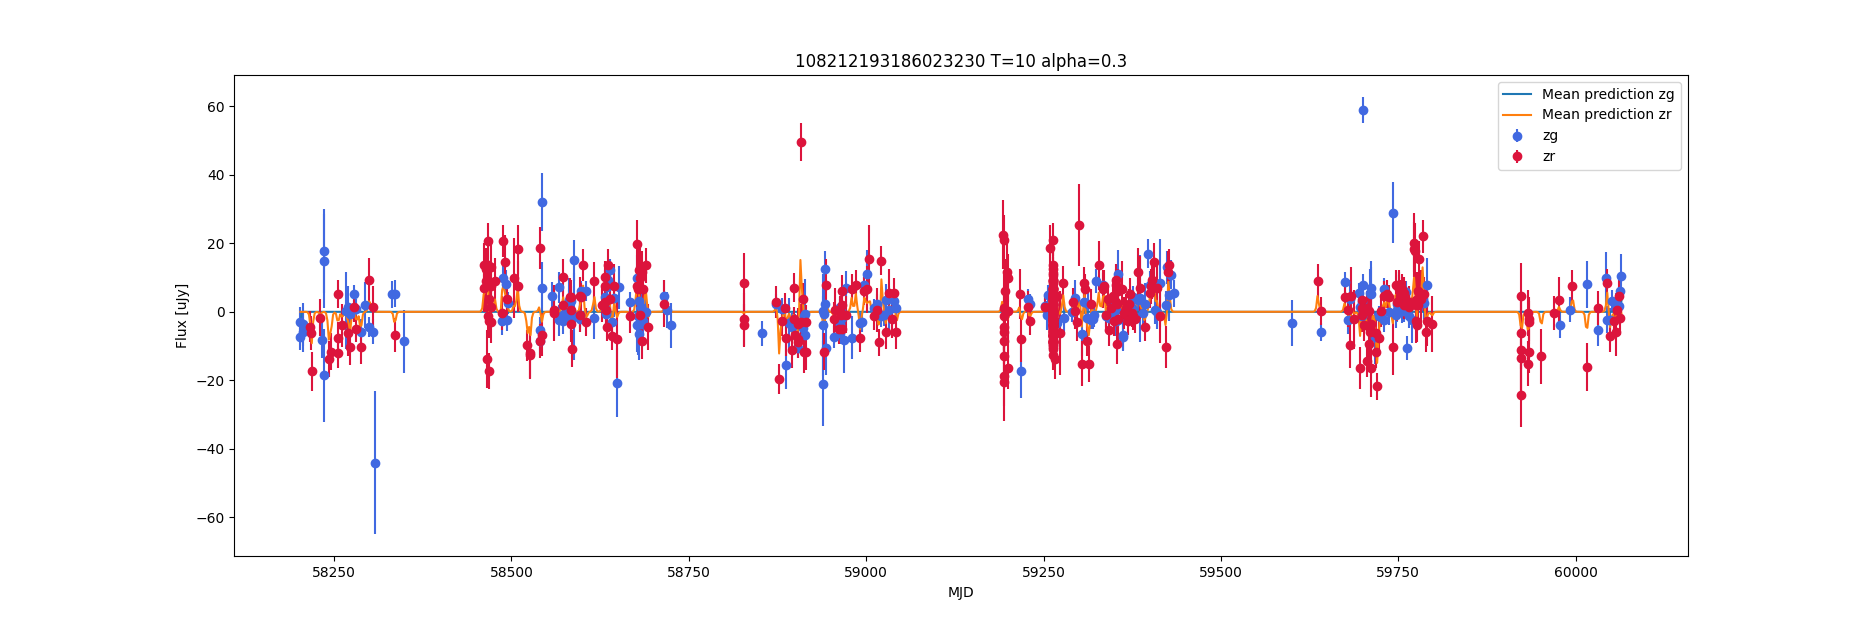 108212193186023230 T=10 alpha=0.3
Mean prediction zg
Mean prediction zr
zg
zr
Flux [uJy]
60
40
20
0
−20
−40
−60
58250 58500 58750 59000 59250 59500 59750 60000
MJD